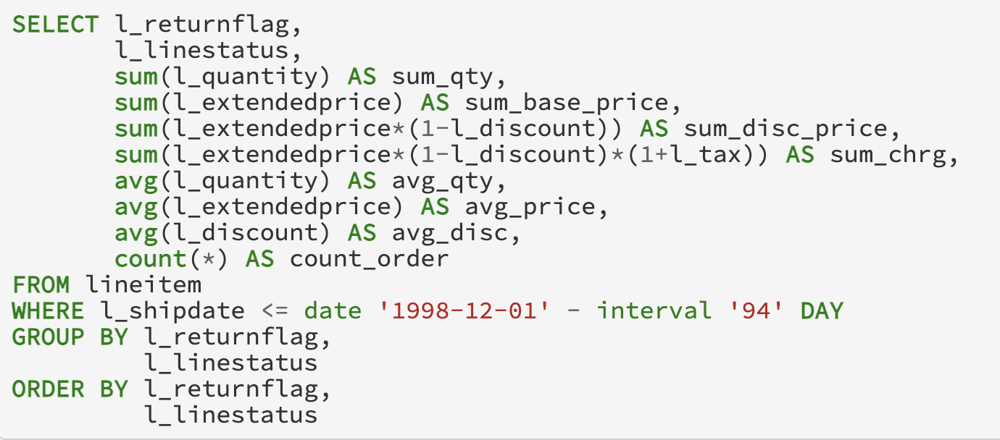 SELECT l_returnflag,
       l_linestatus,
       sum(l_quantity) AS sum_qty,
       sum(l_extendedprice) AS sum_base_price,
       sum(l_extendedprice*(1-l_discount)) AS sum_disc_price,
       sum(l_extendedprice*(1-l_discount)*(1+l_tax)) AS sum_chrg,
       avg(l_quantity) AS avg_qty,
       avg(l_extendedprice) AS avg_price,
       avg(l_discount) AS avg_disc,
       count(*) AS count_order
FROM lineitem
WHERE l_shipdate <= date '1998-12-01' - interval '94' DAY
GROUP BY l_returnflag,
         l_linestatus
ORDER BY l_returnflag,
         l_linestatus